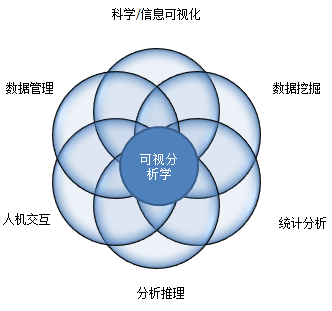 科学/信息可视化
数据管理
数据挖掘
可视分
析学
人机交互
统计分析
分析推理